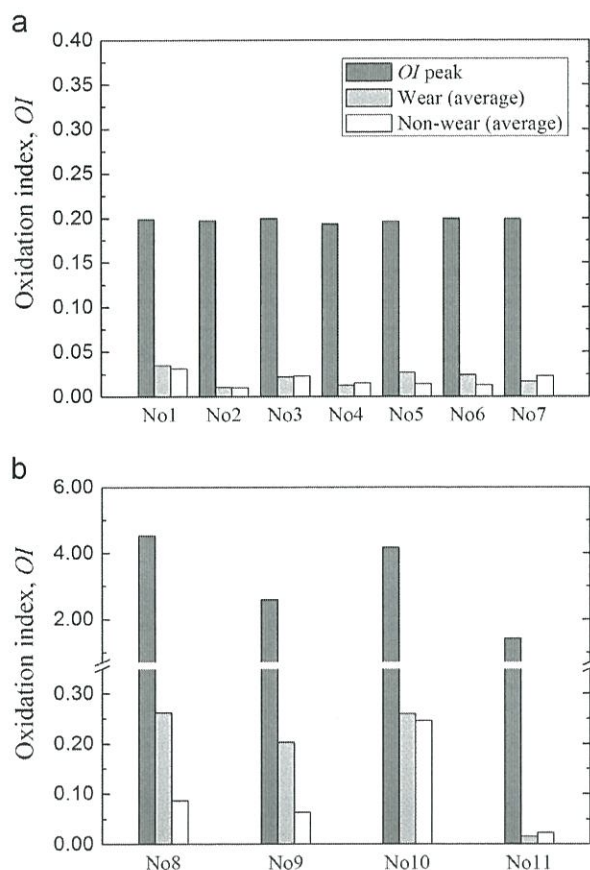 a
Oxidation index, OI
0.40
0.35
0.30
0.25
0.20
0.15
0.10
0.05
0.00
OI peak
Wear (average)
Non-wear (average)
No1 No2 No3 No4 No5 No6 No7
b
Oxidation index, OI
6.00
4.00
2.00
0.30
0.20
0.10
0.00
No8 No9 No10 No11